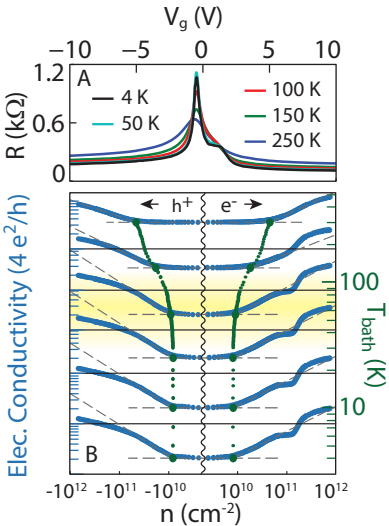 V_g (V)
−10 −5 0 5 10
1.2
0.6
0
R (kΩ)
A
4 K
50 K
100 K
150 K
250 K
Elec. Conductivity (4 e²/h)
h⁺ e⁻
100
10
T_bath (K)
B
-10¹² -10¹¹ -10¹⁰ 10¹⁰ 10¹¹ 10¹²
n (cm⁻²)